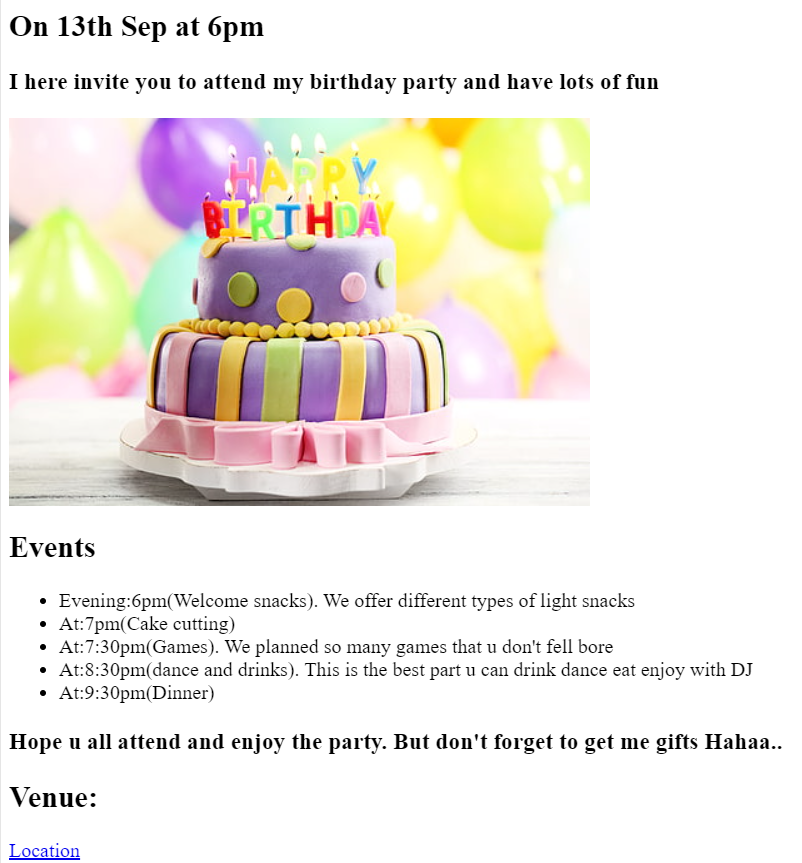 On 13th Sep at 6pm
I here invite you to attend my birthday party and have lots of fun
HAPPY
BIRTHDAY
Events
Evening:6pm(Welcome snacks). We offer different types of light snacks
At:7pm(Cake cutting)
At:7:30pm(Games). We planned so many games that u don't fell bore
At:8:30pm(dance and drinks). This is the best part u can drink dance eat enjoy with DJ
At:9:30pm(Dinner)
Hope u all attend and enjoy the party. But don't forget to get me gifts Hahaa..
Venue:
Location